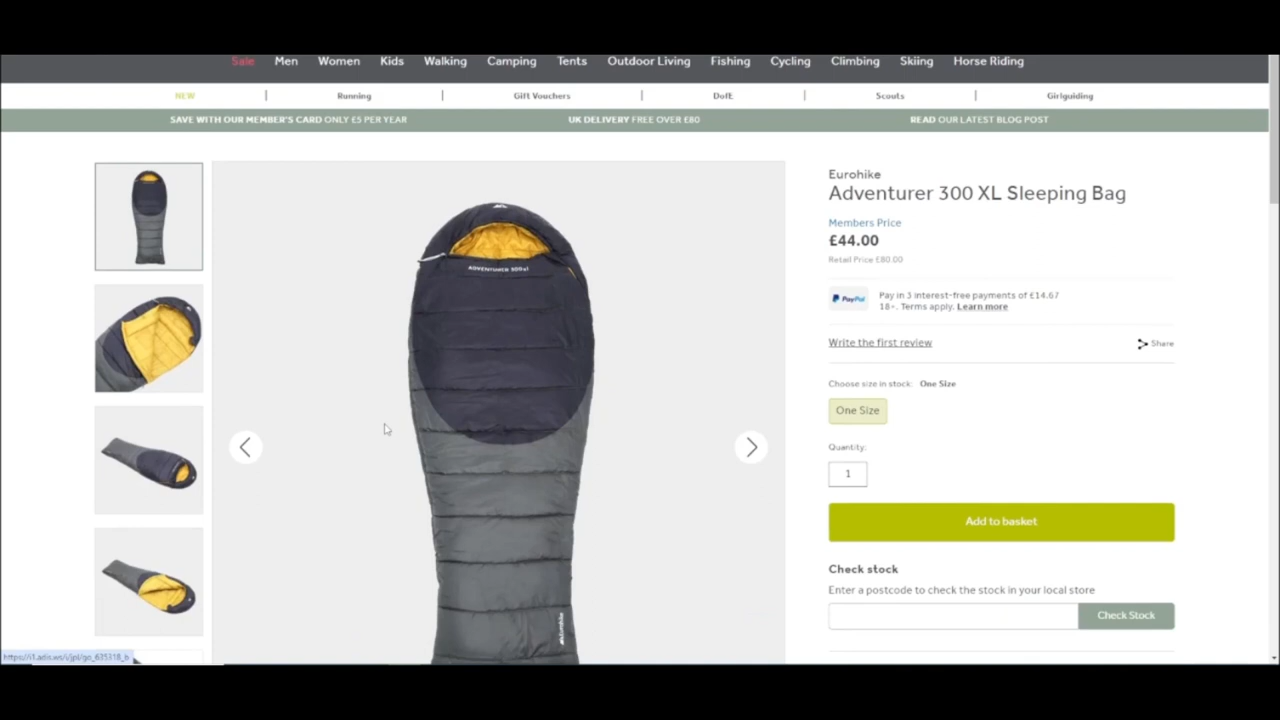 Sale Men Women Kids Walking Camping Tents Outdoor Living Fishing Cycling Climbing Skiing Horse Riding
NEW | Running | Gift Vouchers | DofE | Scouts | Girlguiding
SAVE WITH OUR MEMBER'S CARD ONLY £5 PER YEAR UK DELIVERY FREE OVER £80 READ OUR LATEST BLOG POST
Eurohike
Adventurer 300 XL Sleeping Bag
Members Price
£44.00
Retail Price £80.00
PayPal
Pay in 3 interest-free payments of £14.67
18+. Terms apply. Learn more
Write the first review
Share
Choose size in stock: One Size
One Size
Quantity:
1
Add to basket
Check stock
Enter a postcode to check the stock in your local store
Check Stock
ADVENTURER 300XL
Eurohike